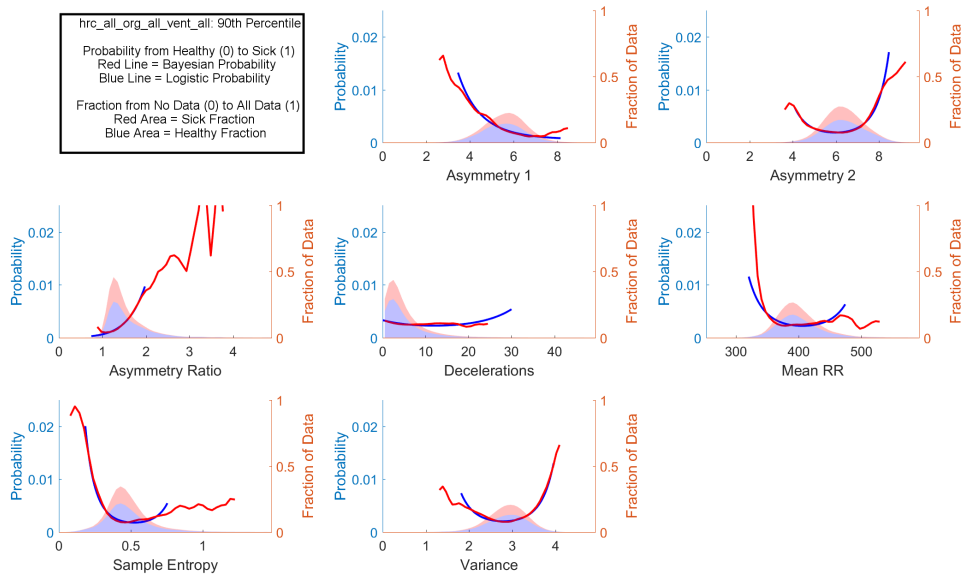 hrc_all_org_all_vent_all: 90th Percentile
Probability from Healthy (0) to Sick (1)
Red Line = Bayesian Probability
Blue Line = Logistic Probability
Fraction from No Data (0) to All Data (1)
Red Area = Sick Fraction
Blue Area = Healthy Fraction
Probability
0.02
0.01
0
1
0.5
0
Fraction of Data
0 2 4 6 8
Asymmetry 1
Probability
0.02
0.01
0
1
0.5
0
Fraction of Data
0 2 4 6 8
Asymmetry 2
Probability
0.02
0.01
0
1
0.5
0
Fraction of Data
0 1 2 3 4
Asymmetry Ratio
Probability
0.02
0.01
0
1
0.5
0
Fraction of Data
0 10 20 30 40
Decelerations
Probability
0.02
0.01
0
1
0.5
0
Fraction of Data
300 400 500
Mean RR
Probability
0.02
0.01
0
1
0.5
0
Fraction of Data
0 0.5 1
Sample Entropy
Probability
0.02
0.01
0
1
0.5
0
Fraction of Data
0 1 2 3 4
Variance